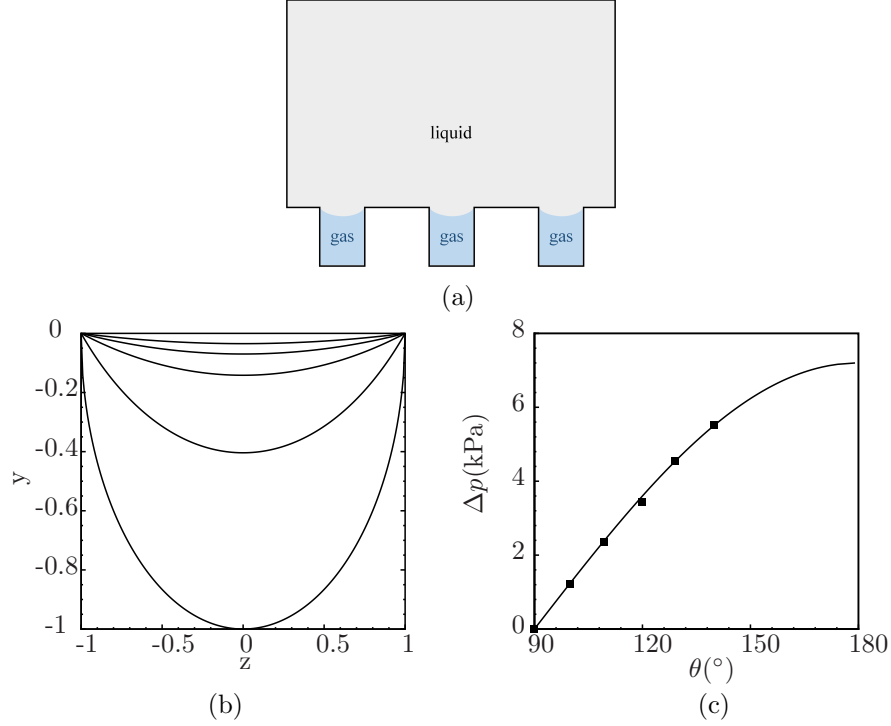 liquid
gas gas gas
(a)
0
-0.2
-0.4
-0.6
-0.8
-1
y
-1 -0.5 0 0.5 1
z
(b)
8
6
4
2
0
Δp(kPa)
90 120 150 180
θ(°)
(c)